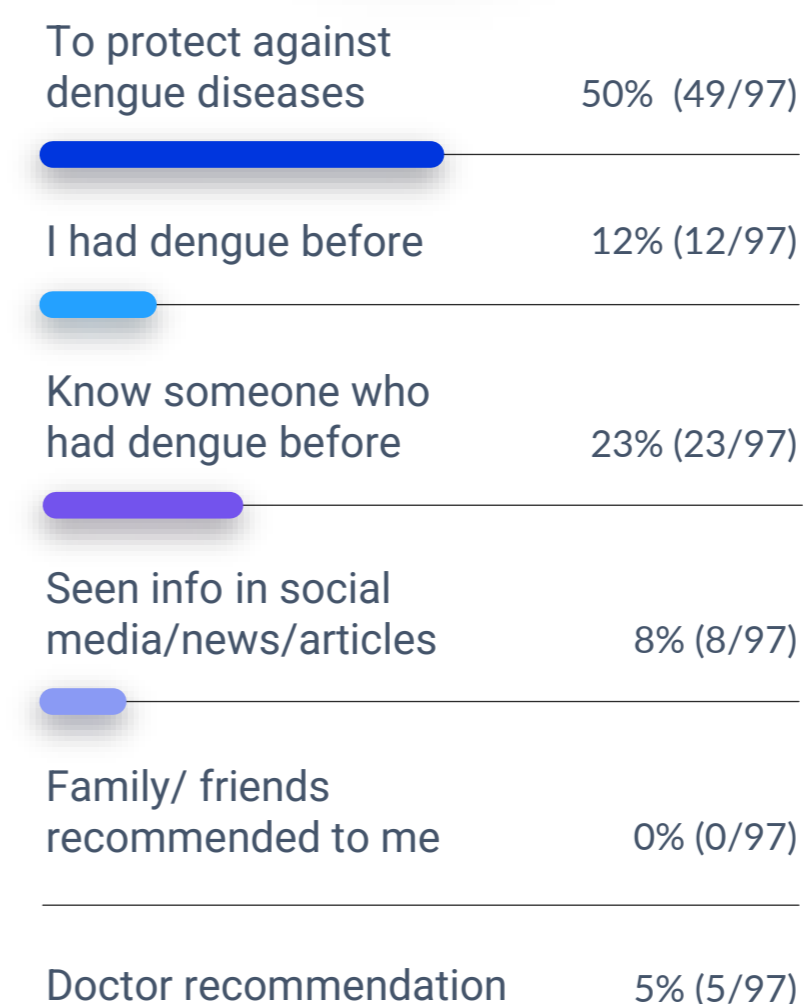 To protect against
dengue diseases
50% (49/97)
I had dengue before
12% (12/97)
Know someone who
had dengue before
23% (23/97)
Seen info in social
media/news/articles
8% (8/97)
Family/ friends
recommended to me
0% (0/97)
Doctor recommendation
5% (5/97)